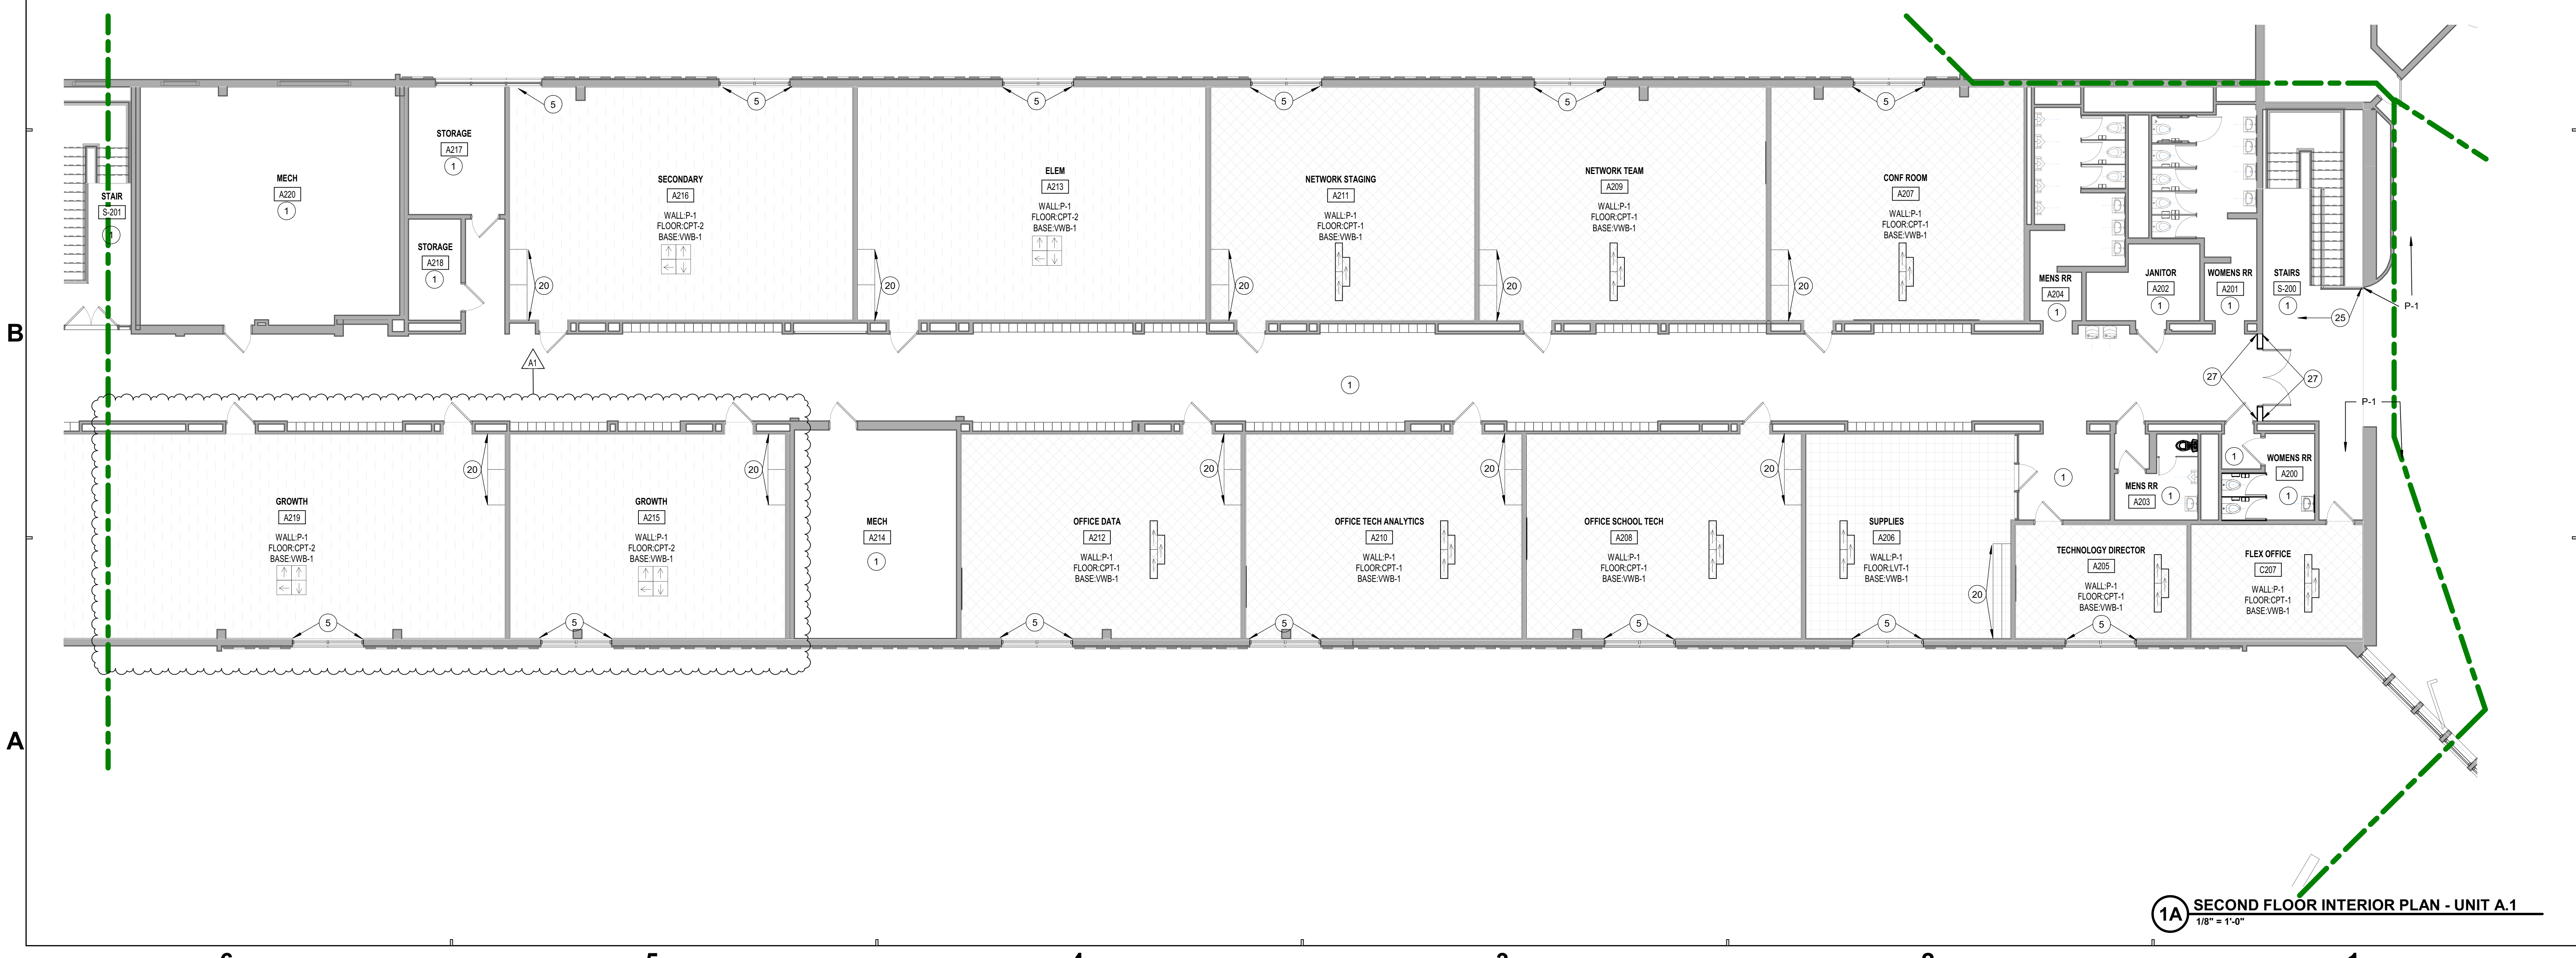 B
A
STAIR
S-201
1
MECH
A220
1
STORAGE
A217
1
STORAGE
A218
1
5
SECONDARY
A216
WALL:P-1
FLOOR:CPT-2
BASE:VWB-1
20
5
ELEM
A213
WALL:P-1
FLOOR:CPT-2
BASE:VWB-1
20
5
NETWORK STAGING
A211
WALL:P-1
FLOOR:CPT-1
BASE:VWB-1
20
5
NETWORK TEAM
A209
WALL:P-1
FLOOR:CPT-1
BASE:VWB-1
20
5
CONF ROOM
A207
WALL:P-1
FLOOR:CPT-1
BASE:VWB-1
20
5
MENS RR
A204
1
JANITOR
A202
1
WOMENS RR
A201
1
STAIRS
S-200
1
25
P-1
A1
1
27
27
P-1
GROWTH
A219
WALL:P-1
FLOOR:CPT-2
BASE:VWB-1
20
5
GROWTH
A215
WALL:P-1
FLOOR:CPT-2
BASE:VWB-1
20
5
MECH
A214
1
OFFICE DATA
A212
WALL:P-1
FLOOR:CPT-1
BASE:VWB-1
20
5
OFFICE TECH ANALYTICS
A210
WALL:P-1
FLOOR:CPT-1
BASE:VWB-1
20
5
OFFICE SCHOOL TECH
A208
WALL:P-1
FLOOR:CPT-1
BASE:VWB-1
20
5
SUPPLIES
A206
WALL:P-1
FLOOR:LVT-1
BASE:VWB-1
20
5
1
MENS RR
A203
1
1
WOMENS RR
A200
1
TECHNOLOGY DIRECTOR
A205
WALL:P-1
FLOOR:CPT-1
BASE:VWB-1
5
FLEX OFFICE
C207
WALL:P-1
FLOOR:CPT-1
BASE:VWB-1
1A
SECOND FLOOR INTERIOR PLAN - UNIT A.1
1/8" = 1'-0"